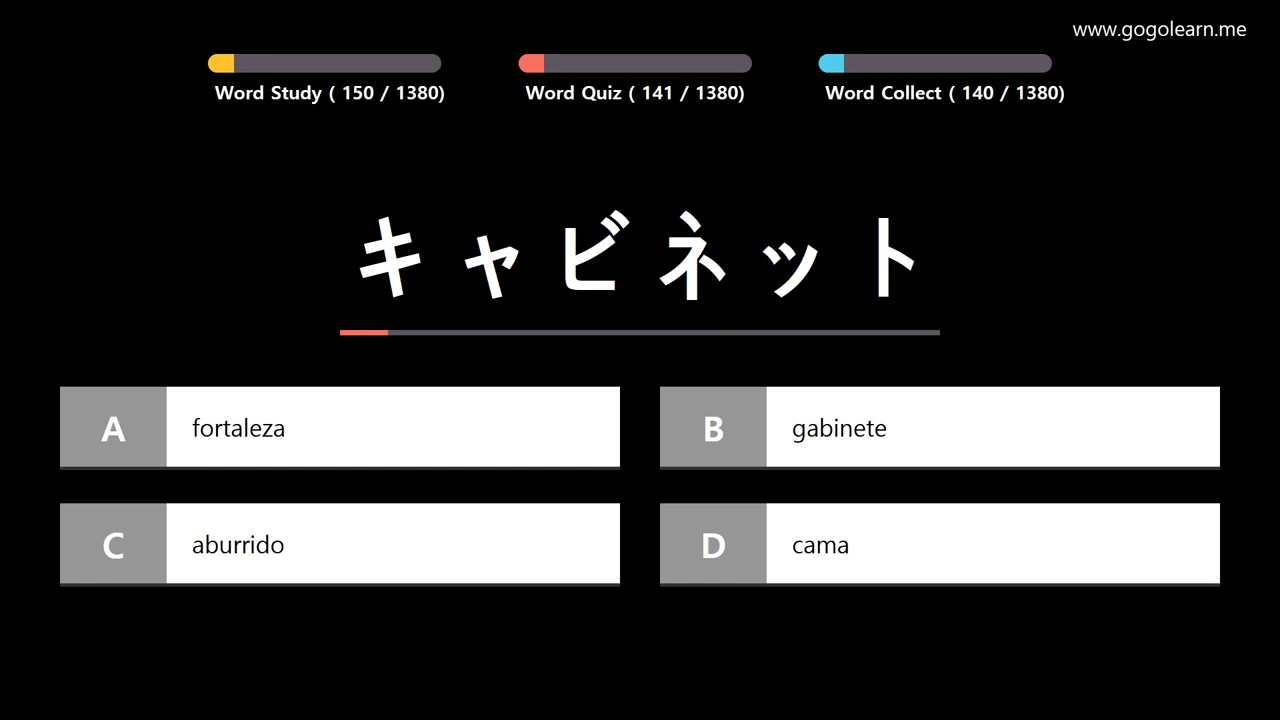 www.gogolearn.me
Word Study ( 150 / 1380)
Word Quiz ( 141 / 1380)
Word Collect ( 140 / 1380)
キャビネット
A fortaleza
B gabinete
C aburrido
D cama